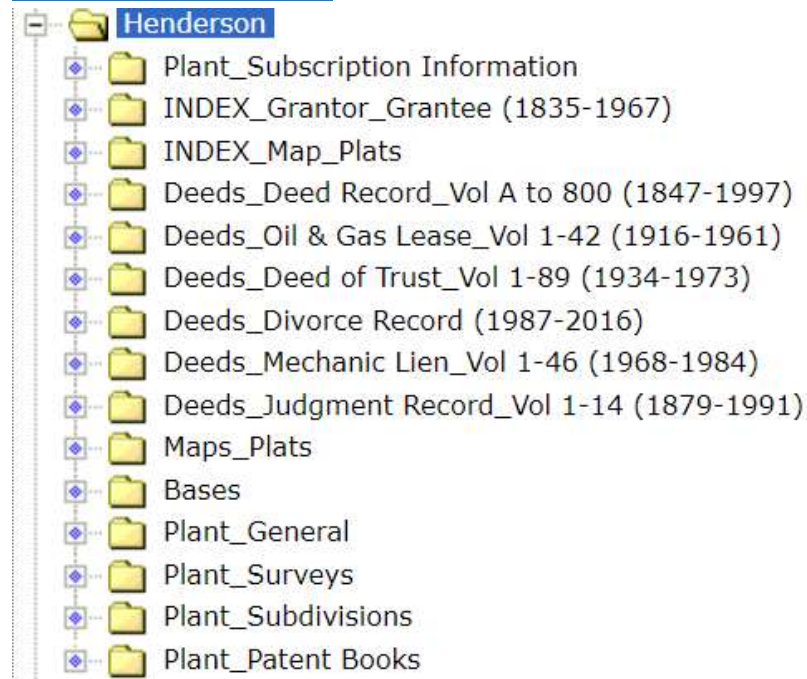 Henderson
Plant_Subscription Information
INDEX_Grantor_Grantee (1835-1967)
INDEX_Map_Plats
Deeds_Deed Record_Vol A to 800 (1847-1997)
Deeds_Oil & Gas Lease_Vol 1-42 (1916-1961)
Deeds_Deed of Trust_Vol 1-89 (1934-1973)
Deeds_Divorce Record (1987-2016)
Deeds_Mechanic Lien_Vol 1-46 (1968-1984)
Deeds_Judgment Record_Vol 1-14 (1879-1991)
Maps_Plats
Bases
Plant_General
Plant_Surveys
Plant_Subdivisions
Plant_Patent Books